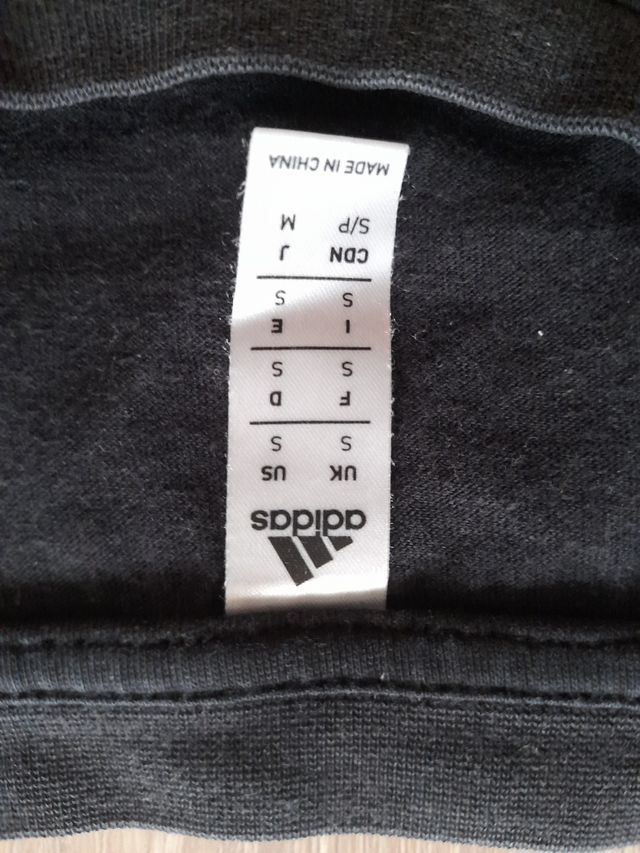 adidas
UK US
S S
F D
S S
I E
S S
CDN J
S/P M
MADE IN CHINA